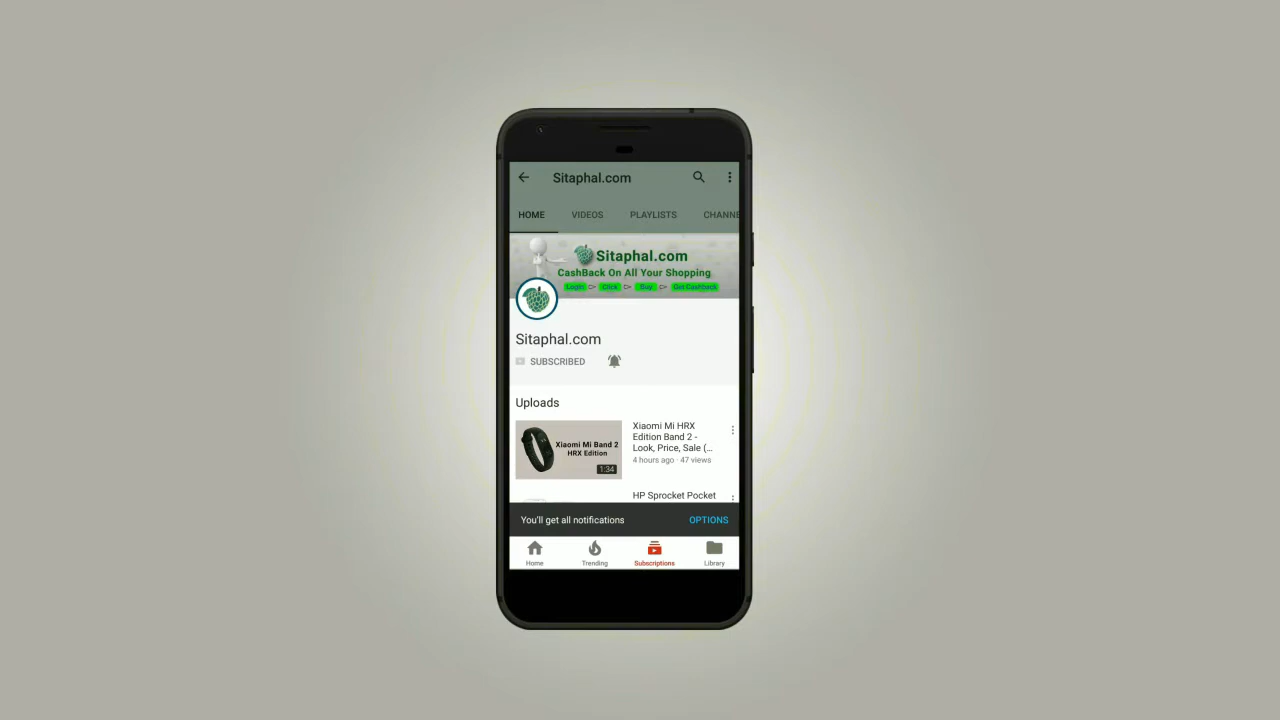 Sitaphal.com
HOME VIDEOS PLAYLISTS CHANNE
Sitaphal.com
CashBack On All Your Shopping
Login Click Buy Get Cashback
Sitaphal.com
SUBSCRIBED
Uploads
Xiaomi Mi Band 2
HRX Edition
1:34
Xiaomi Mi HRX
Edition Band 2 -
Look, Price, Sale (...
4 hours ago · 47 views
HP Sprocket Pocket
You'll get all notifications OPTIONS
Home Trending Subscriptions Library